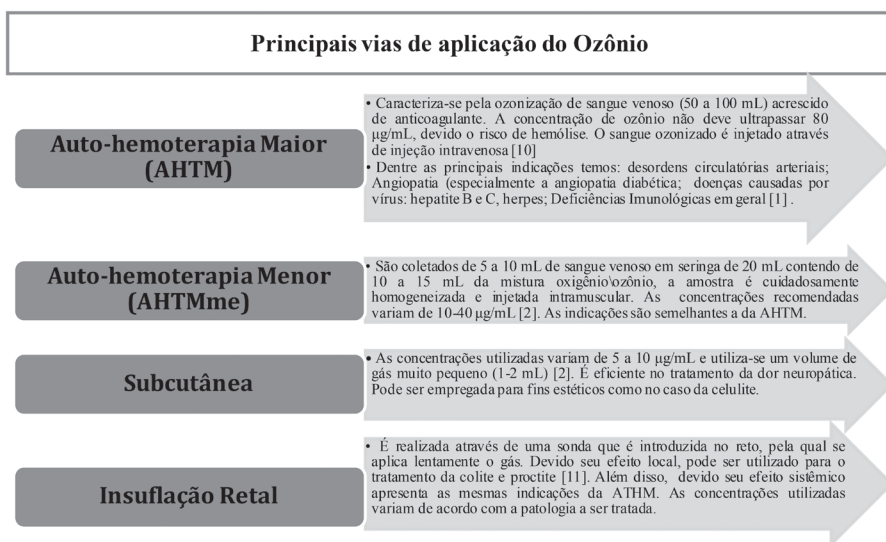 Principais vias de aplicação do Ozônio
Auto-hemoterapia Maior
(AHTM)
• Caracteriza-se pela ozonização de sangue venoso (50 a 100 mL) acrescido
de anticoagulante. A concentração de ozônio não deve ultrapassar 80
μg/mL, devido o risco de hemólise. O sangue ozonizado é injetado através
de injeção intravenosa [10]
• Dentre as principais indicações temos: desordens circulatórias arteriais;
Angiopatia (especialmente a angiopatia diabética; doenças causadas por
vírus: hepatite B e C, herpes; Deficiências Imunológicas em geral [1] .
Auto-hemoterapia Menor
(AHTMme)
• São coletados de 5 a 10 mL de sangue venoso em seringa de 20 mL contendo de
10 a 15 mL da mistura oxigênio\ozônio, a amostra é cuidadosamente
homogeneizada e injetada intramuscular. As concentrações recomendadas
variam de 10-40 μg/mL [2]. As indicações são semelhantes a da AHTM.
Subcutânea
• As concentrações utilizadas variam de 5 a 10 μg/mL e utiliza-se um volume de
gás muito pequeno (1-2 mL) [2]. É eficiente no tratamento da dor neuropática.
Pode ser empregada para fins estéticos como no caso da celulite.
Insuflação Retal
• É realizada através de uma sonda que é introduzida no reto, pela qual se
aplica lentamente o gás. Devido seu efeito local, pode ser utilizado para o
tratamento da colite e proctite [11]. Além disso, devido seu efeito sistêmico
apresenta as mesmas indicações da ATHM. As concentrações utilizadas
variam de acordo com a patologia a ser tratada.